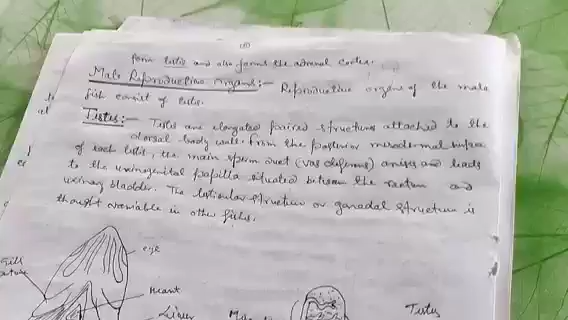 form testis and also forms the adrenal cortex.
Male Reproductive organs:- Reproductive organs of the male
fish consist of testis.
Testes:- Testis are elongated paired structures attached to the
dorsal body wall. from the posterior mesodermal surface
of each testis, the main sperm duct (vas deferens) arises and leads
to the urinogenital papilla situated between the rectum and
urinary bladder. The testicular structure or gonadal structure is
thought variable in other fishes.
Gill
eye
Heart
Liver
Testes